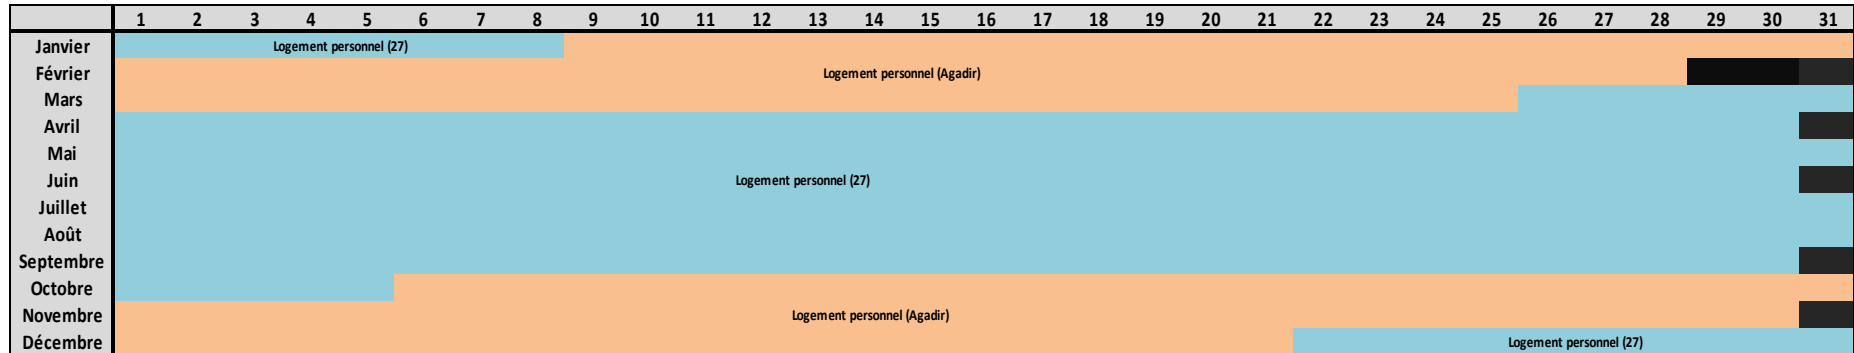 1 2 3 4 5 6 7 8 9 10 11 12 13 14 15 16 17 18 19 20 21 22 23 24 25 26 27 28 29 30 31
Janvier Logement personnel (27)
Février Logement personnel (Agadir)
Mars
Avril
Mai
Juin Logement personnel (27)
Juillet
Août
Septembre
Octobre
Novembre Logement personnel (Agadir)
Décembre Logement personnel (27)